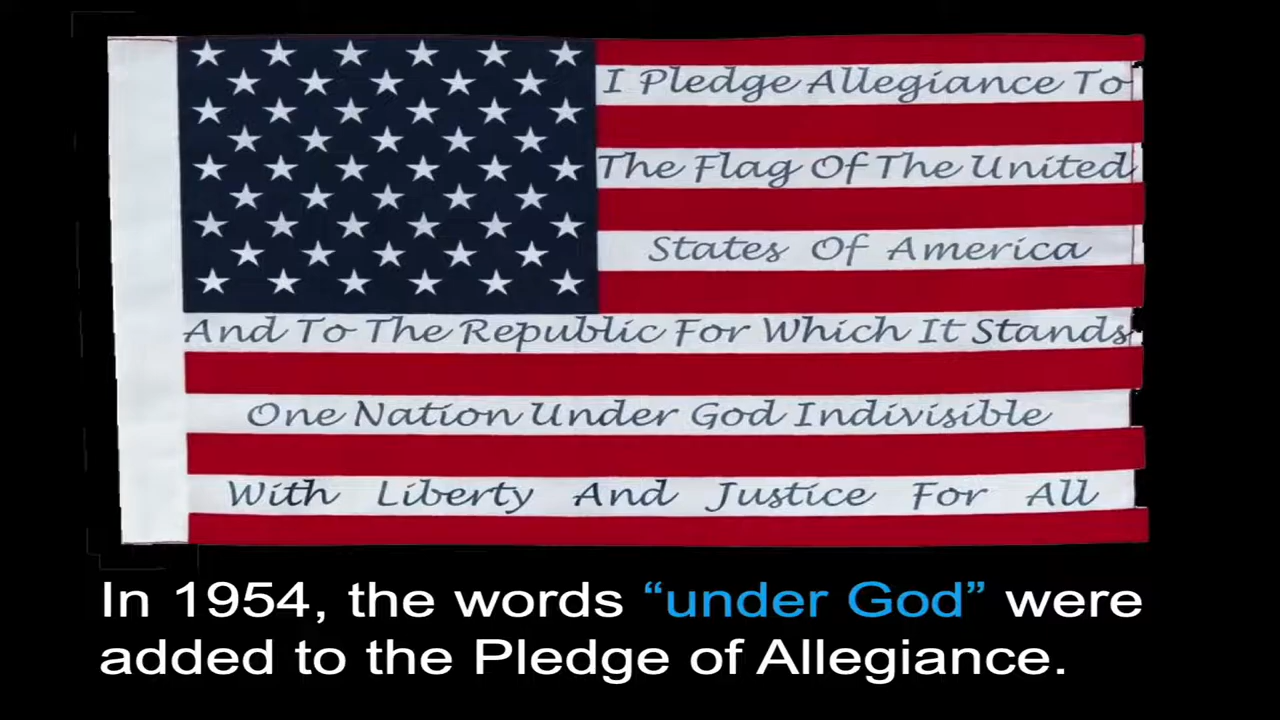 I Pledge Allegiance To
The Flag Of The United
States Of America
And To The Republic For Which It Stands
One Nation Under God Indivisible
With Liberty And Justice For All
In 1954, the words “under God” were
added to the Pledge of Allegiance.